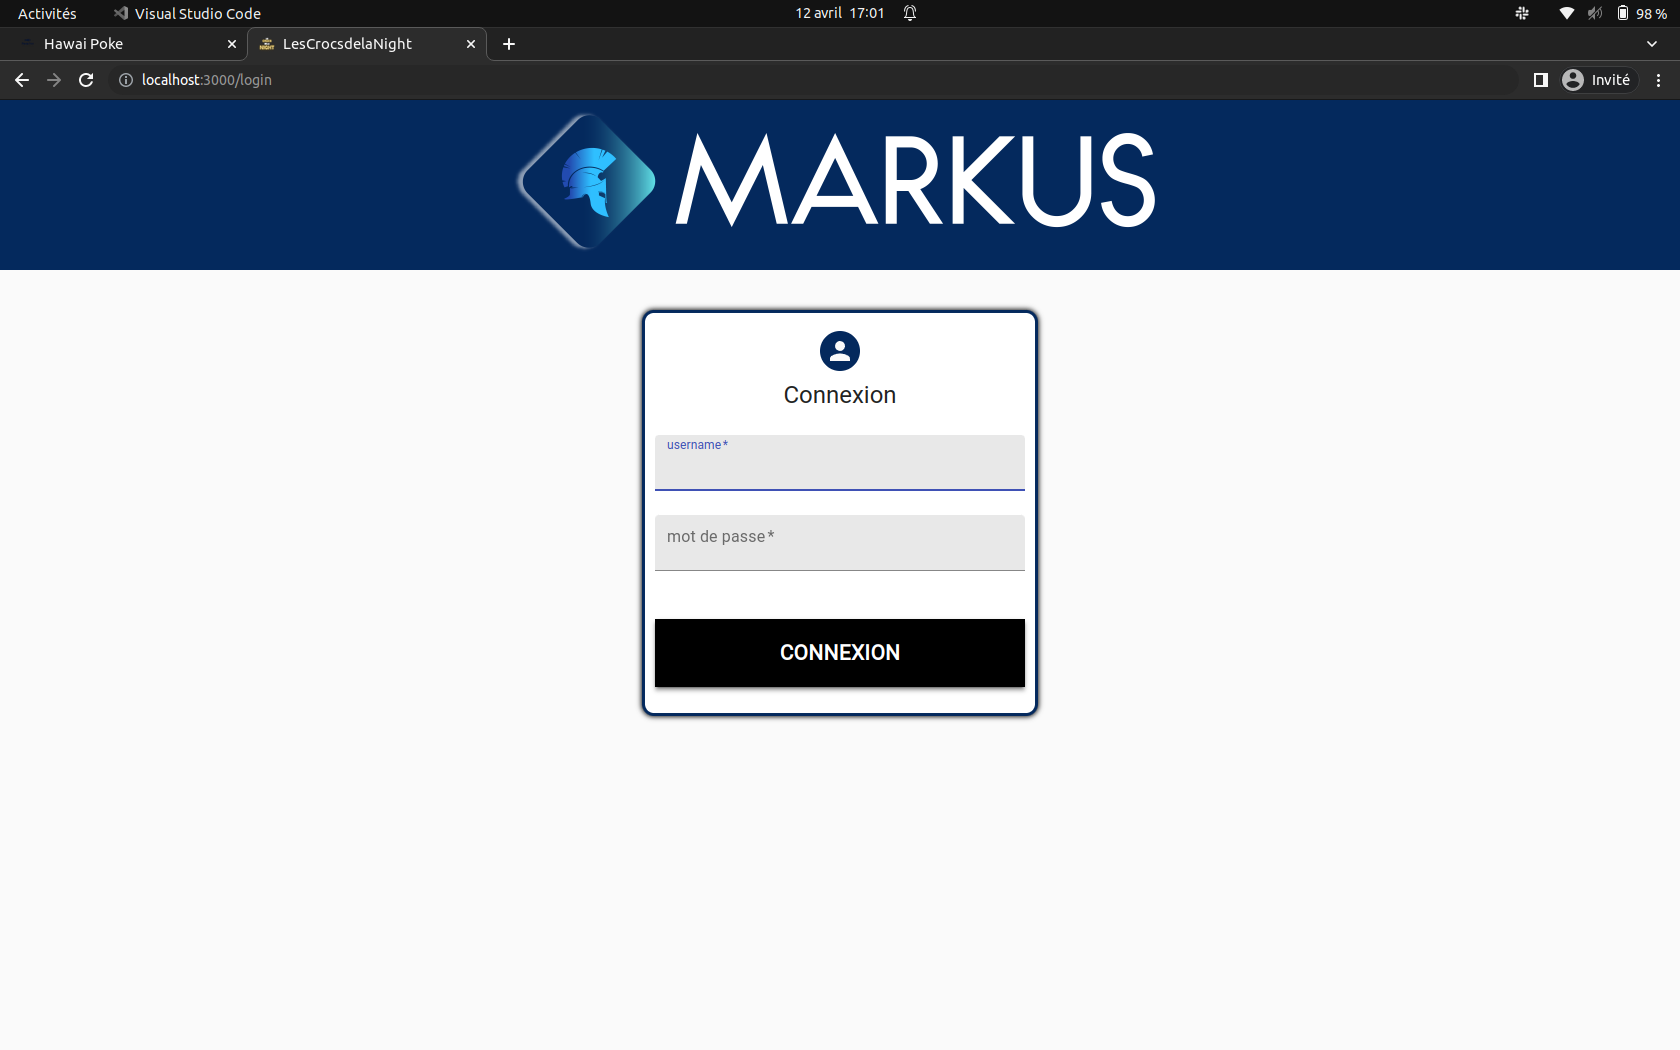 Activités
Visual Studio Code
12 avril 17:01
98 %
Hawai Poke
LesCrocsdelaNight
localhost:3000/login
Invité
MARKUS
Connexion
username *
mot de passe *
CONNEXION